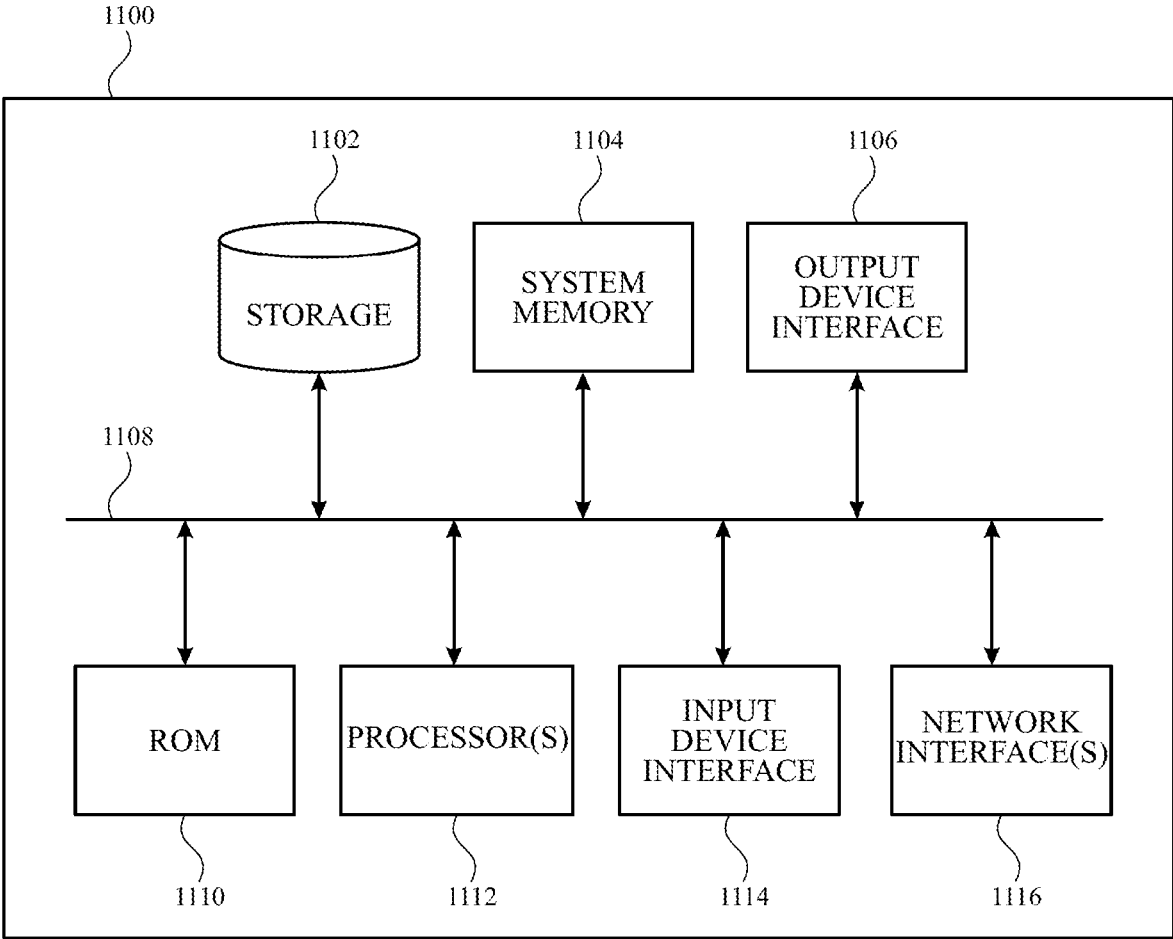 1100
1102
1104
1106
STORAGE
SYSTEM
MEMORY
OUTPUT
DEVICE
INTERFACE
1108
ROM
PROCESSOR(S)
INPUT
DEVICE
INTERFACE
NETWORK
INTERFACE(S)
1110
1112
1114
1116